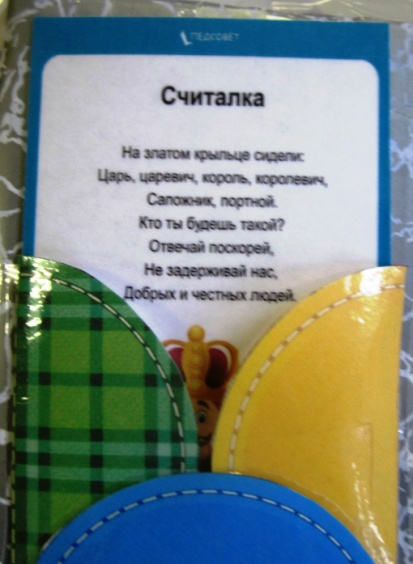 ПЕДСОВЕТ
Считалка
На златом крыльце сидели:
Царь, царевич, король, королевич,
Сапожник, портной.
Кто ты будешь такой?
Отвечай поскорей,
Не задерживай нас,
Добрых и честных людей.